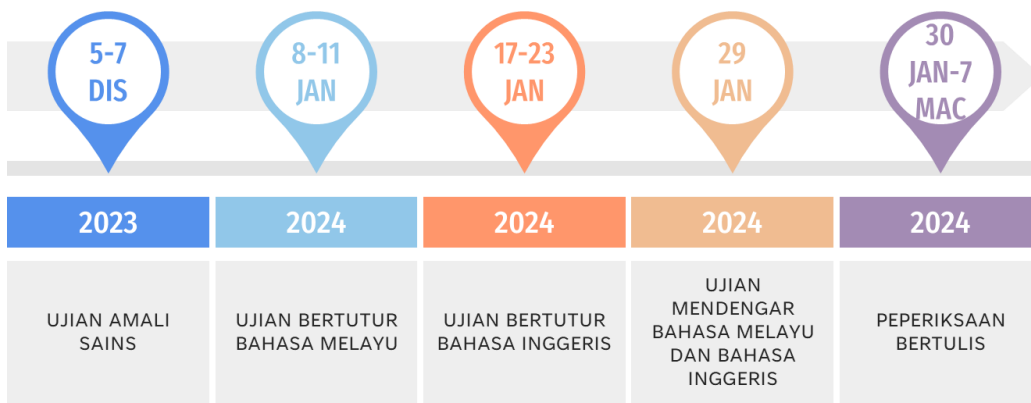 5-7
DIS
8-11
JAN
17-23
JAN
29
JAN
30
JAN-7
MAC
2023
2024
2024
2024
2024
UJIAN AMALI
SAINS
UJIAN BERTUTUR
BAHASA MELAYU
UJIAN BERTUTUR
BAHASA INGGERIS
UJIAN
MENDENGAR
BAHASA MELAYU
DAN BAHASA
INGGERIS
PEPERIKSAAN
BERTULIS